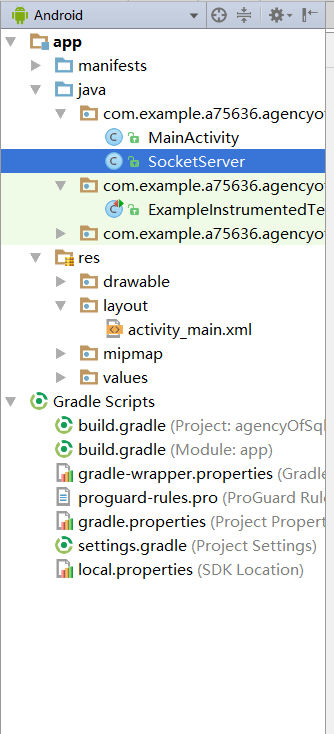 Android
app
manifests
java
com.example.a75636.agencyo
MainActivity
SocketServer
com.example.a75636.agencyo
ExampleInstrumentedTe
com.example.a75636.agencyo
res
drawable
layout
activity_main.xml
mipmap
values
Gradle Scripts
build.gradle (Project: agencyOfSql
build.gradle (Module: app)
gradle-wrapper.properties (Gradle
proguard-rules.pro (ProGuard Rule
gradle.properties (Project Propert
settings.gradle (Project Settings)
local.properties (SDK Location)